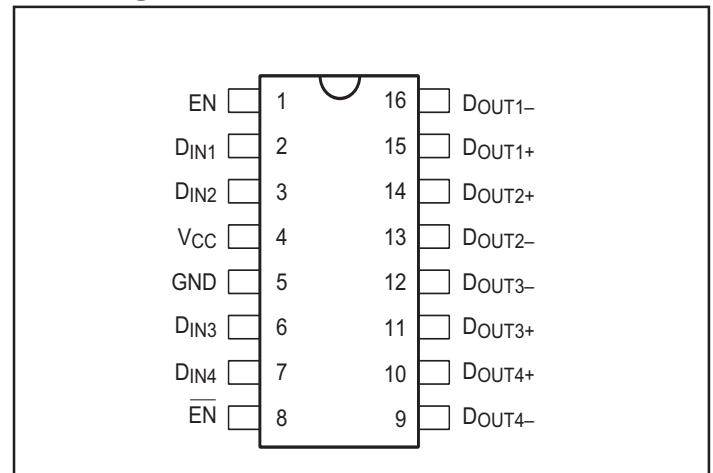 EN 1 16 DOUT1–
DIN1 2 15 DOUT1+
DIN2 3 14 DOUT2+
VCC 4 13 DOUT2–
GND 5 12 DOUT3–
DIN3 6 11 DOUT3+
DIN4 7 10 DOUT4+
E̅N̅ 8 9 DOUT4–